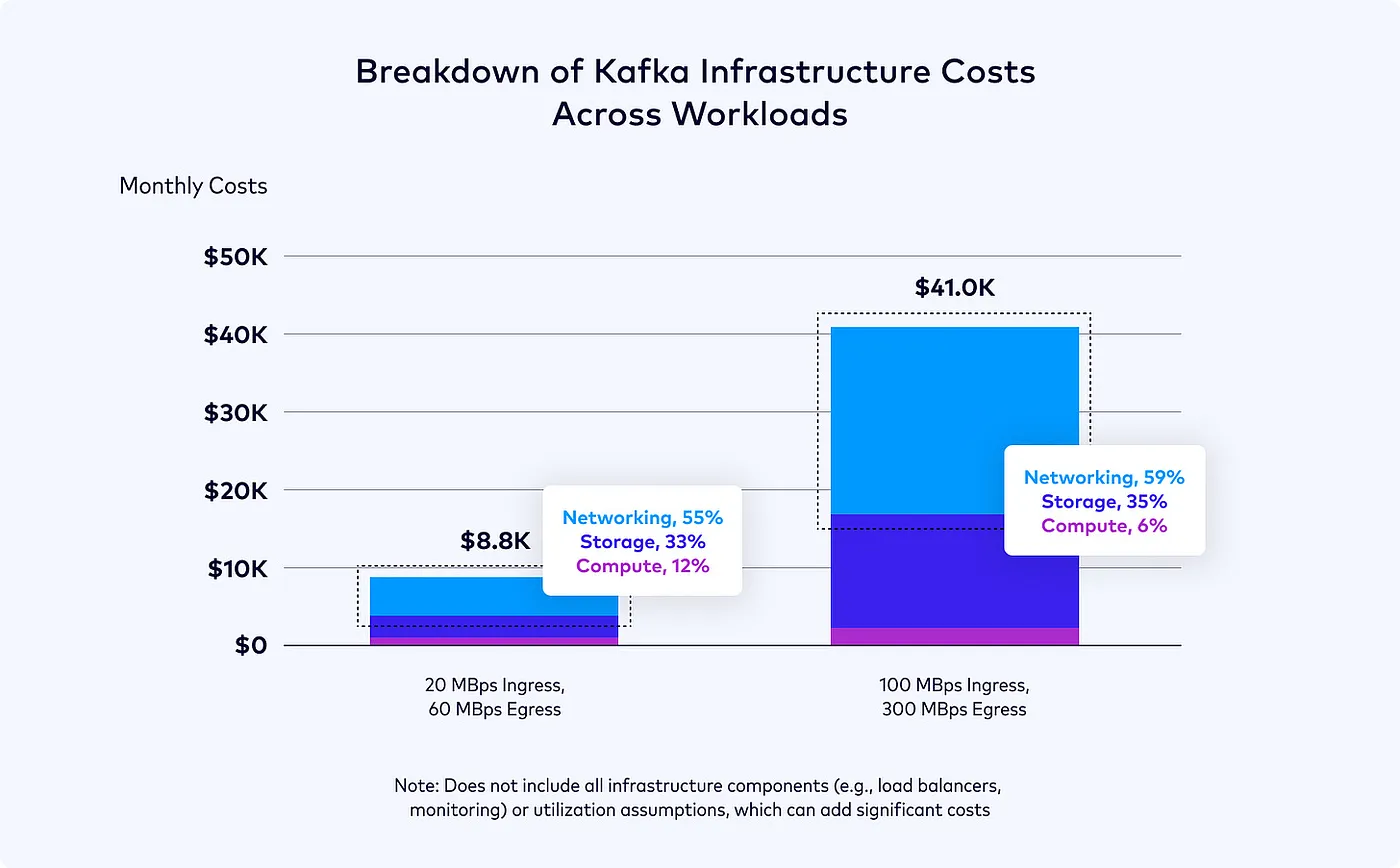 Breakdown of Kafka Infrastructure Costs
Across Workloads
Monthly Costs
$50K
$41.0K
$40K
$30K
Networking, 59%
Storage, 35%
Compute, 6%
$20K
Networking, 55%
Storage, 33%
Compute, 12%
$8.8K
$10K
$0
20 MBps Ingress,
60 MBps Egress
100 MBps Ingress,
300 MBps Egress
Note: Does not include all infrastructure components (e.g., load balancers,
monitoring) or utilization assumptions, which can add significant costs